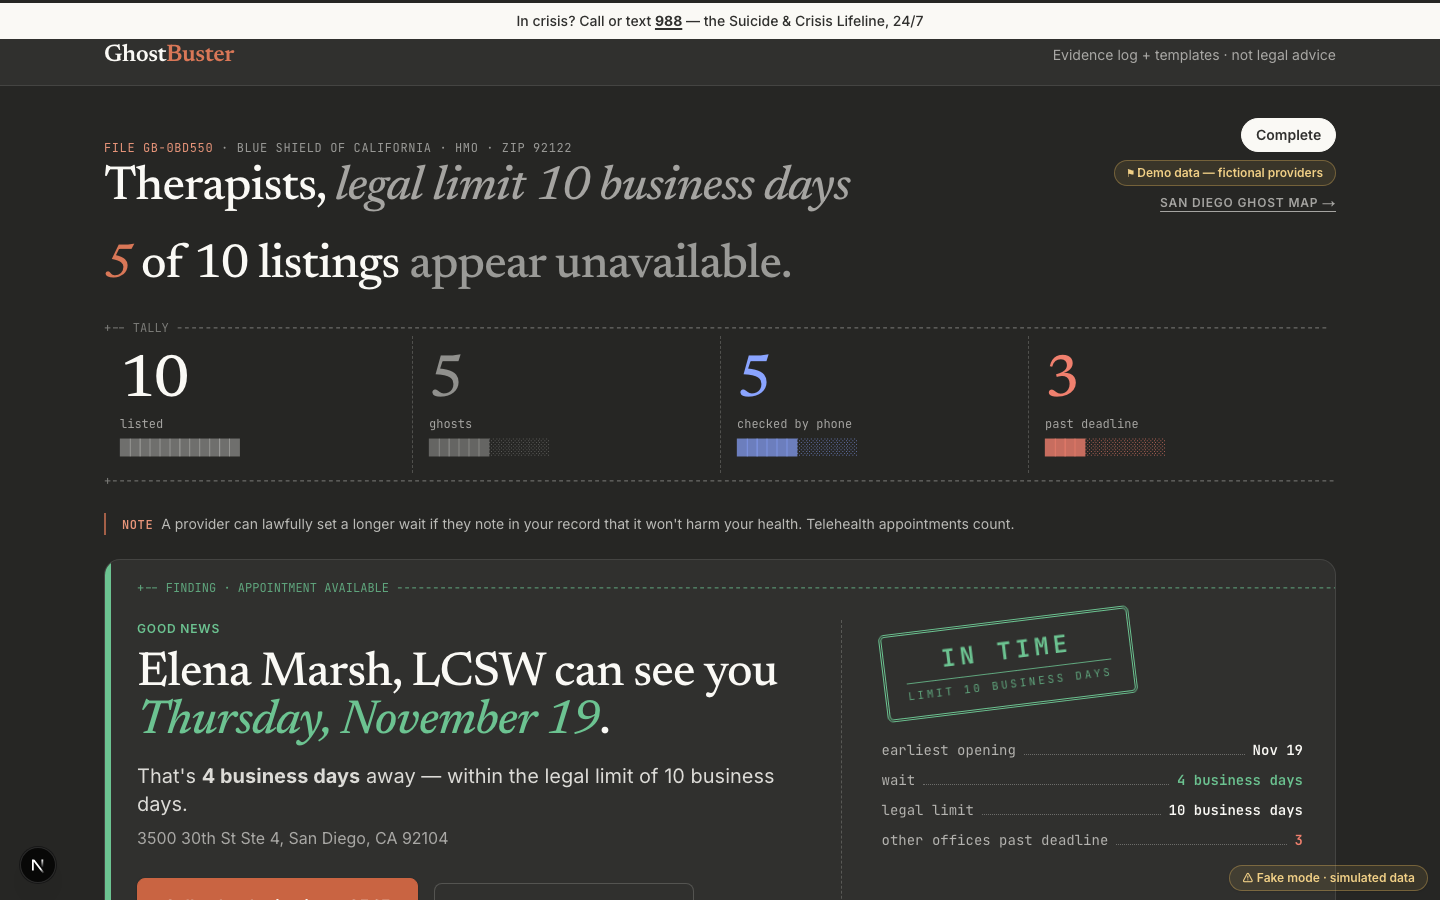 In crisis? Call or text 988 — the Suicide & Crisis Lifeline, 24/7
GhostBuster
Evidence log + templates · not legal advice
Complete
FILE GB-0BD550 · BLUE SHIELD OF CALIFORNIA · HMO · ZIP 92122
Demo data — fictional providers
Therapists, legal limit 10 business days
SAN DIEGO GHOST MAP →
5 of 10 listings appear unavailable.
TALLY
10
5
5
3
listed
ghosts
checked by phone
past deadline
NOTE A provider can lawfully set a longer wait if they note in your record that it won't harm your health. Telehealth appointments count.
FINDING · APPOINTMENT AVAILABLE
GOOD NEWS
Elena Marsh, LCSW can see you
Thursday, November 19.
That's 4 business days away — within the legal limit of 10 business
days.
3500 30th St Ste 4, San Diego, CA 92104
IN TIME
LIMIT 10 BUSINESS DAYS
earliest opening Nov 19
wait 4 business days
legal limit 10 business days
other offices past deadline 3
N
Fake mode · simulated data